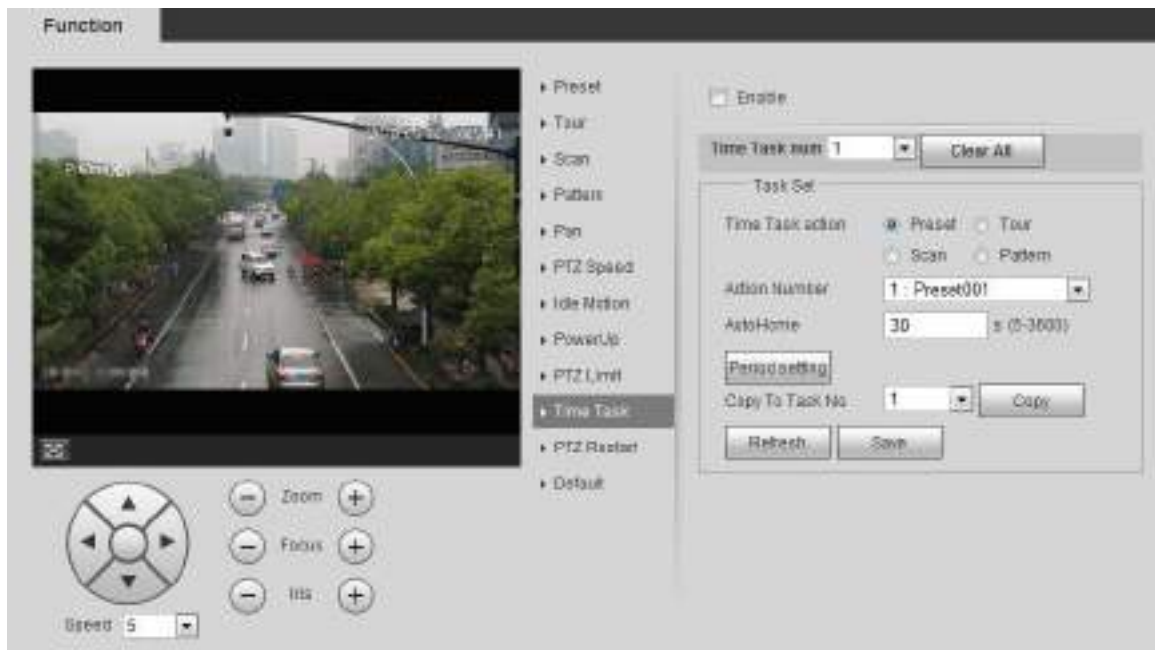 Function
Preset
Tour
Scan
Pattern
Pan
PTZ Speed
Idle Motion
PowerUp
PTZ Limit
Time Task
PTZ Restart
Default
Enable
Time Task num 1 Clear All
Task Set
Time Task action Preset Tour
Scan Pattern
Action Number 1 : Preset001
AutoHome 30 s (5-3600)
Period setting
Copy To Task No 1 Copy
Refresh Save
Zoom
Focus
Iris
Speed 5